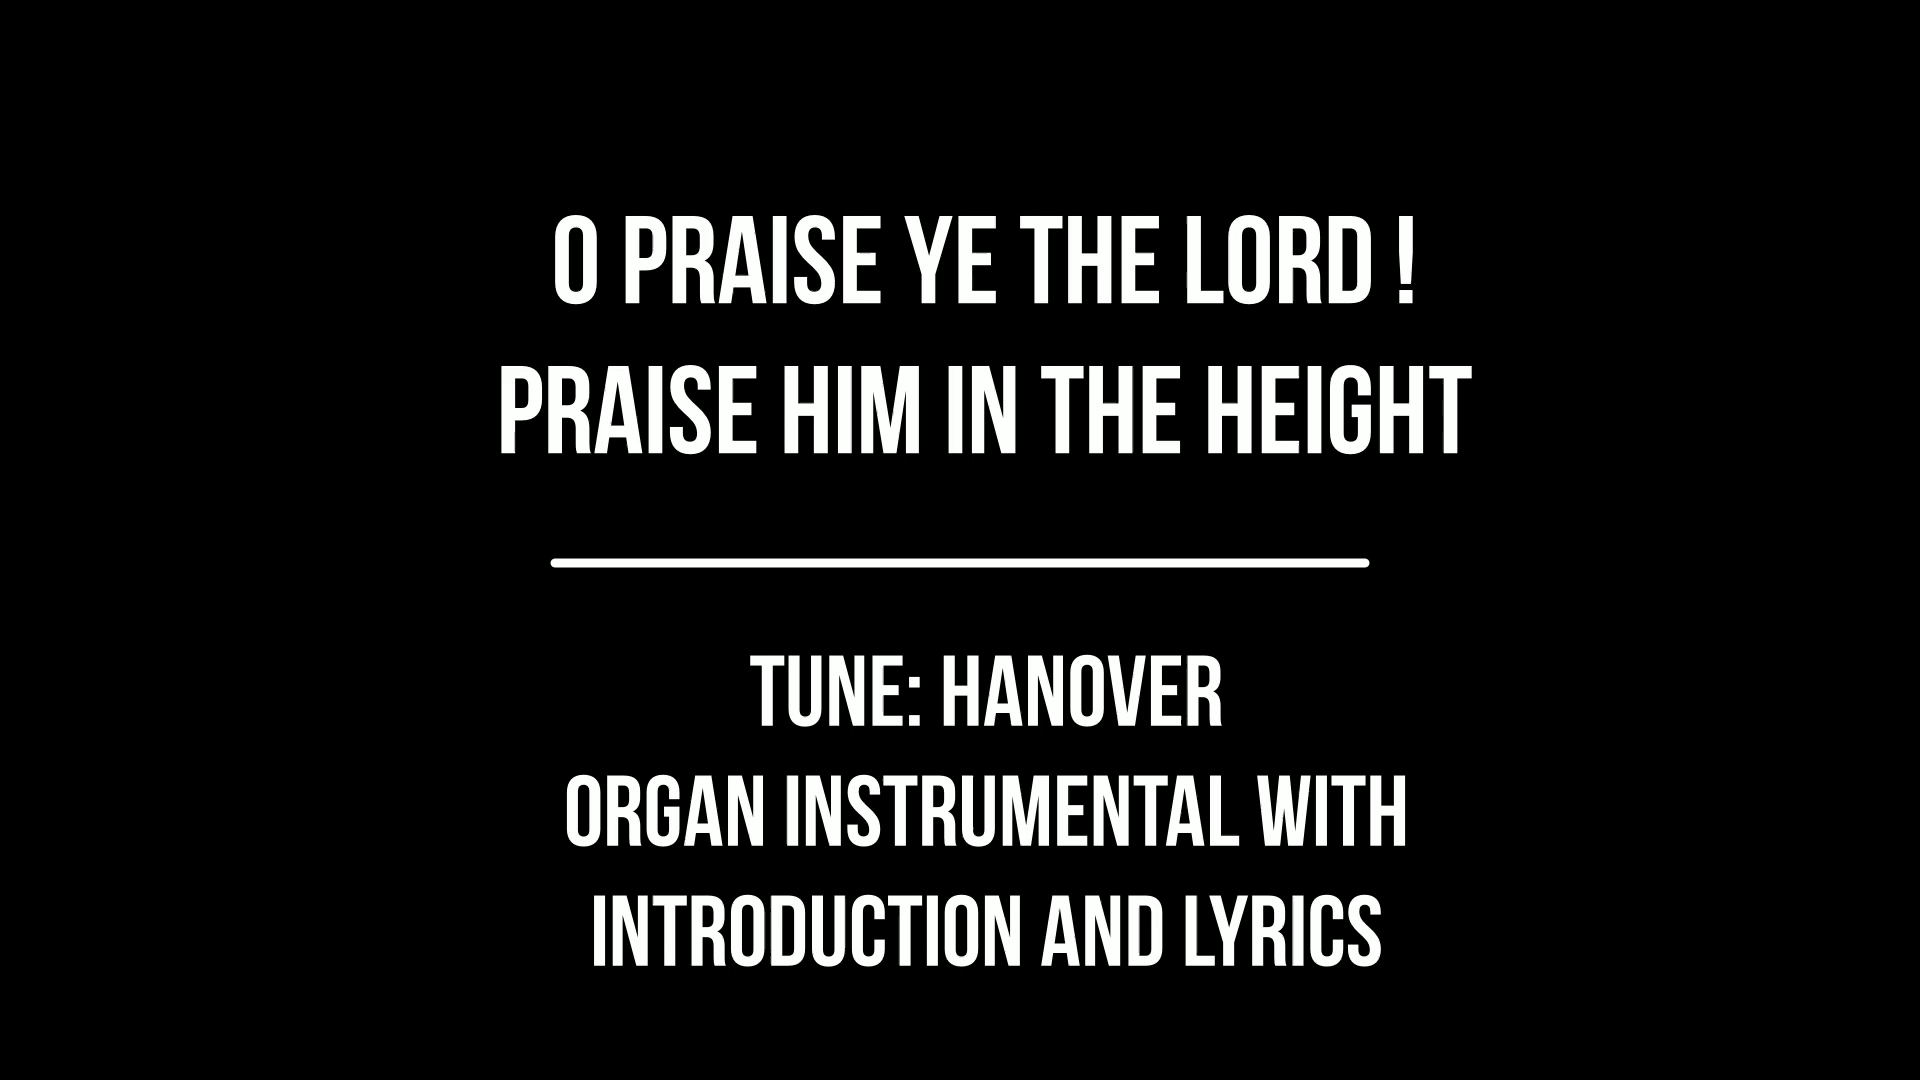 O PRAISE YE THE LORD !
PRAISE HIM IN THE HEIGHT
TUNE: HANOVER
ORGAN INSTRUMENTAL WITH
INTRODUCTION AND LYRICS